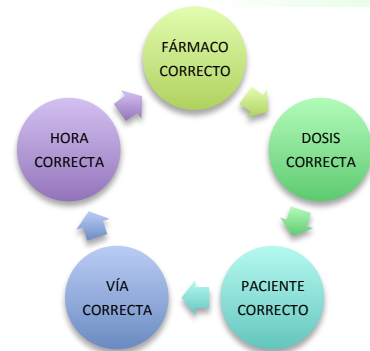 FÁRMACO
CORRECTO
DOSIS
CORRECTA
PACIENTE
CORRECTO
VÍA
CORRECTA
HORA
CORRECTA